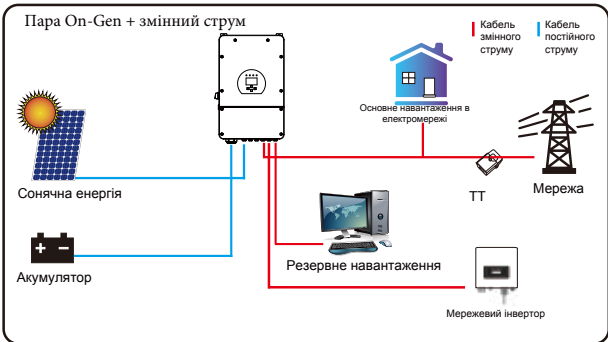 Пара On-Gen + змінний струм
Кабель
змінного
струму
Кабель
постійного
струму
Основне навантаження в
електромережі
Сонячна енергія
ТТ
Мережа
Акумулятор
Резервне навантаження
Мережевий інвертор